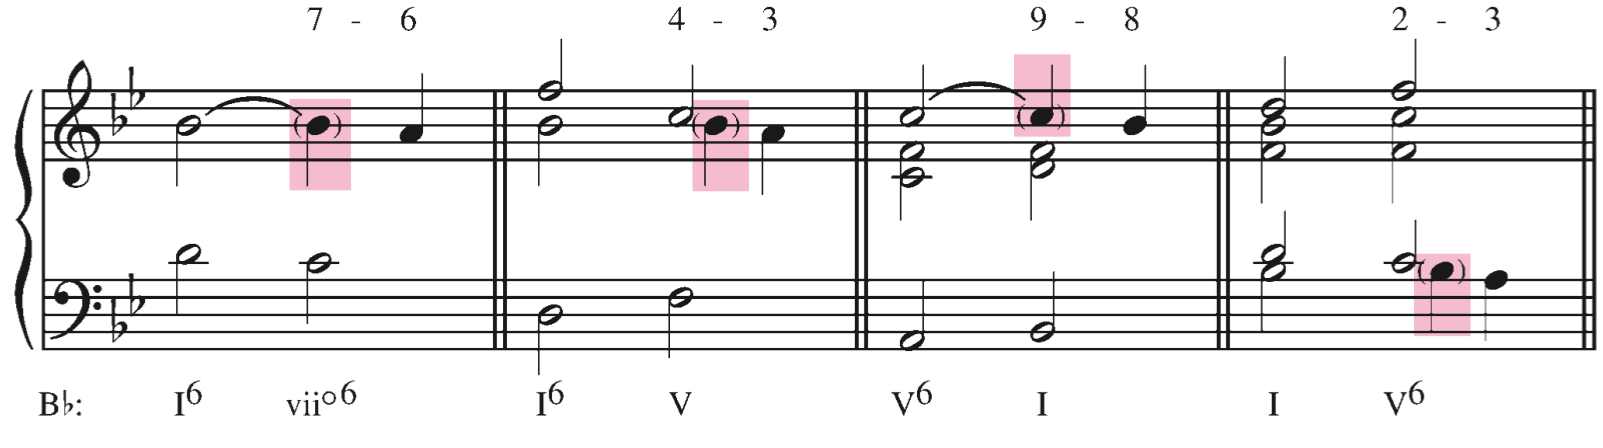 7 - 6 4 - 3 9 - 8 2 - 3
B♭: I6 vii°6 I6 V V6 I I V6